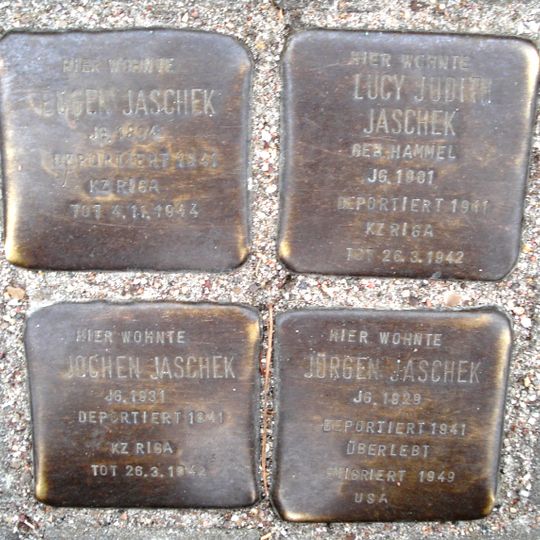 HIER WOHNTE
EUGEN JASCHEK
JG. 1874
DEPORTIERT 1941
KZ RIGA
TOT 4.11.1944
HIER WOHNTE
LUCY JUDITH
JASCHEK
GEB. HAMMEL
JG. 1901
DEPORTIERT 1941
KZ RIGA
TOT 26.3.1942
HIER WOHNTE
JOCHEN JASCHEK
JG. 1931
DEPORTIERT 1941
KZ RIGA
TOT 26.3.1942
HIER WOHNTE
JÜRGEN JASCHEK
JG. 1929
DEPORTIERT 1941
ÜBERLEBT
EMIGRIERT 1949
USA